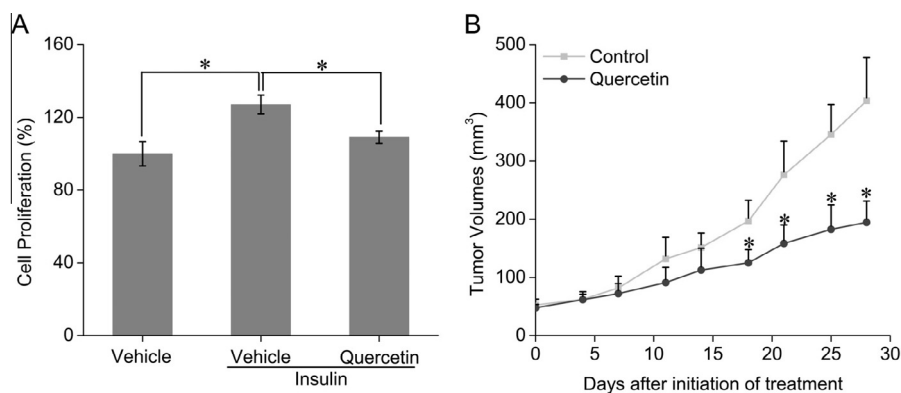 A
160
120
80
40
0
Cell Proliferation (%)
* *
Vehicle Vehicle Quercetin
Insulin
B
500
400
300
200
100
0
Tumor Volumes (mm³)
Control
Quercetin
* * * *
0 5 10 15 20 25 30
Days after initiation of treatment